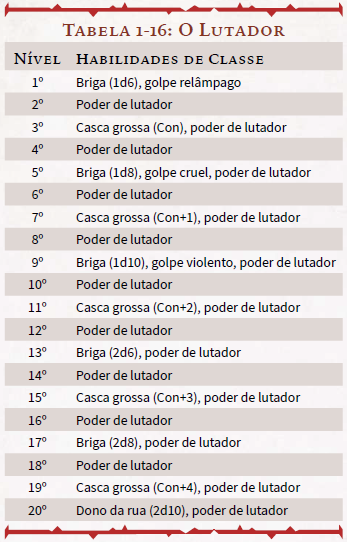 Tabela 1-16: O Lutador
Nível Habilidades de Classe
1º Briga (1d6), golpe relâmpago
2º Poder de lutador
3º Casca grossa (Con), poder de lutador
4º Poder de lutador
5º Briga (1d8), golpe cruel, poder de lutador
6º Poder de lutador
7º Casca grossa (Con+1), poder de lutador
8º Poder de lutador
9º Briga (1d10), golpe violento, poder de lutador
10º Poder de lutador
11º Casca grossa (Con+2), poder de lutador
12º Poder de lutador
13º Briga (2d6), poder de lutador
14º Poder de lutador
15º Casca grossa (Con+3), poder de lutador
16º Poder de lutador
17º Briga (2d8), poder de lutador
18º Poder de lutador
19º Casca grossa (Con+4), poder de lutador
20º Dono da rua (2d10), poder de lutador